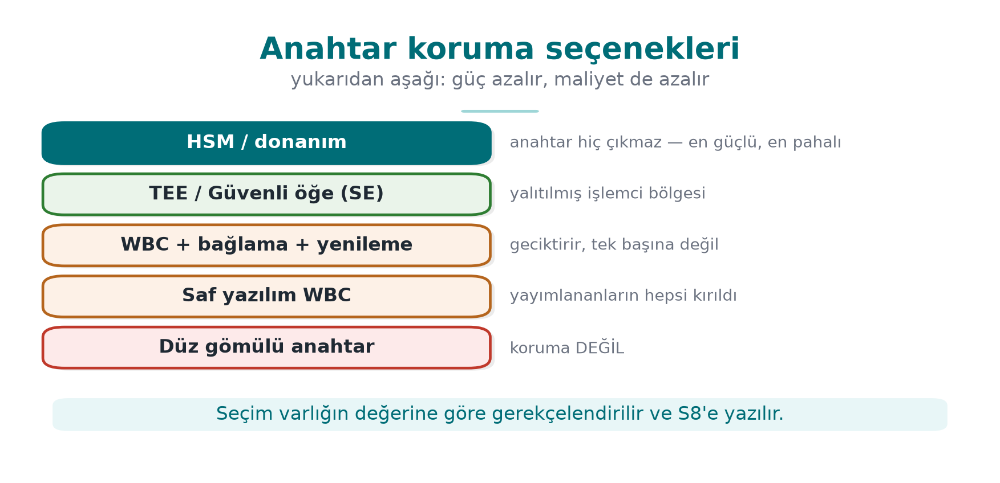 Anahtar koruma seçenekleri
yukarıdan aşağı: güç azalır, maliyet de azalır
HSM / donanım
anahtar hiç çıkmaz — en güçlü, en pahalı
TEE / Güvenli öğe (SE)
yalıtılmış işlemci bölgesi
WBC + bağlama + yenileme
geciktirir, tek başına değil
Saf yazılım WBC
yayımlananların hepsi kırıldı
Düz gömülü anahtar
koruma DEĞİL
Seçim varlığın değerine göre gerekçelendirilir ve S8'e yazılır.